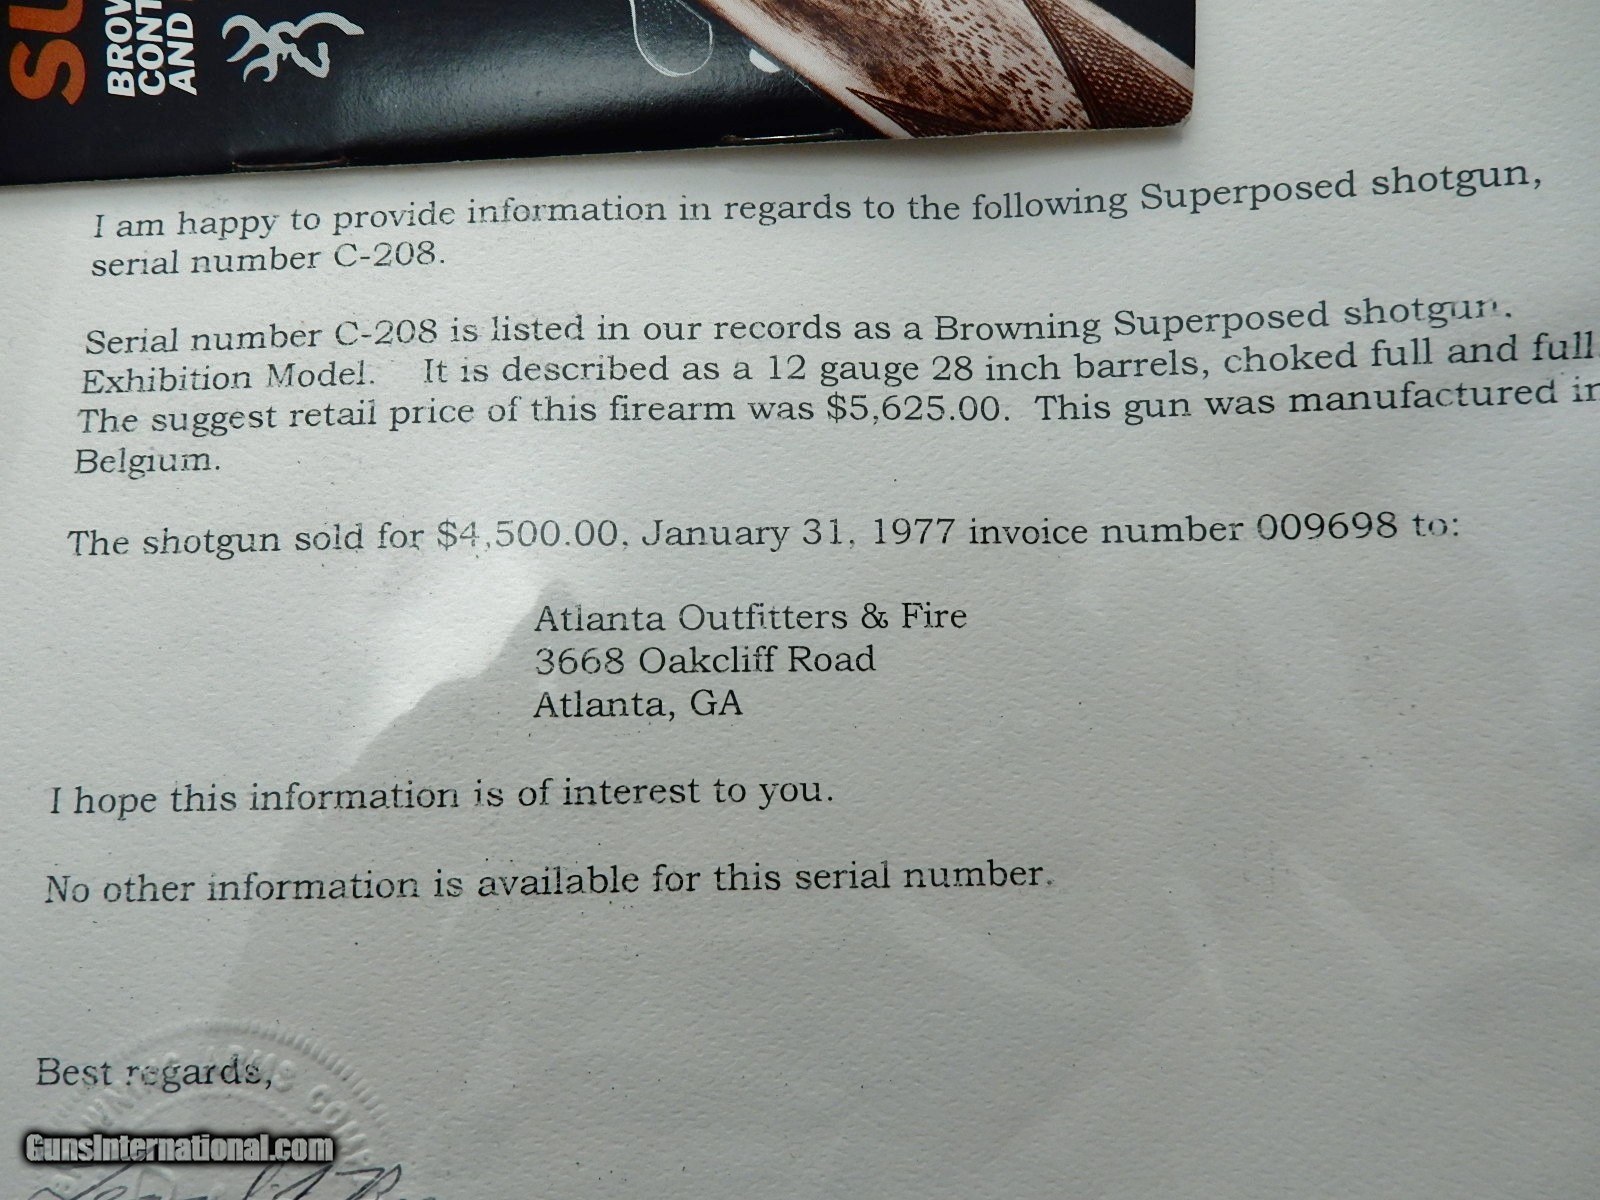 SU
BROW
CONT
AND
I am happy to provide information in regards to the following Superposed shotgun,
serial number C-208.
Serial number C-208 is listed in our records as a Browning Superposed shotgun.
Exhibition Model. It is described as a 12 gauge 28 inch barrels, choked full and full.
The suggest retail price of this firearm was $5,625.00. This gun was manufactured in
Belgium.
The shotgun sold for $4,500.00, January 31, 1977 invoice number 009698 to:
Atlanta Outfitters & Fire
3668 Oakcliff Road
Atlanta, GA
I hope this information is of interest to you.
No other information is available for this serial number.
Best regards,
GunsInternational.com